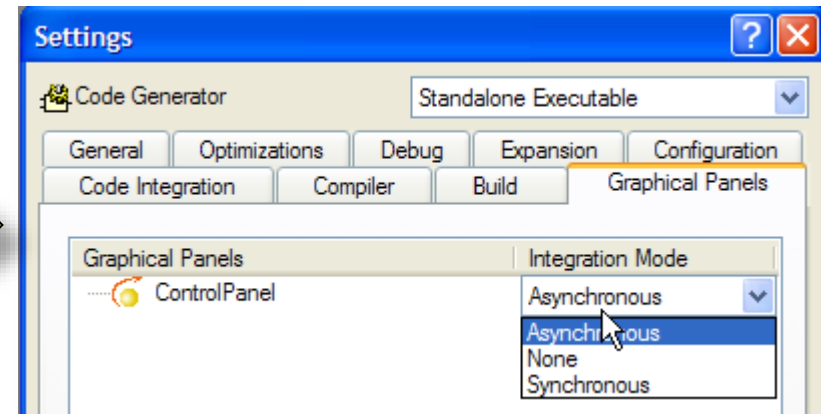 Settings
Code Generator Standalone Executable
General Optimizations Debug Expansion Configuration
Code Integration Compiler Build Graphical Panels
Graphical Panels Integration Mode
ControlPanel Asynchronous
Asynchronous
None
Synchronous